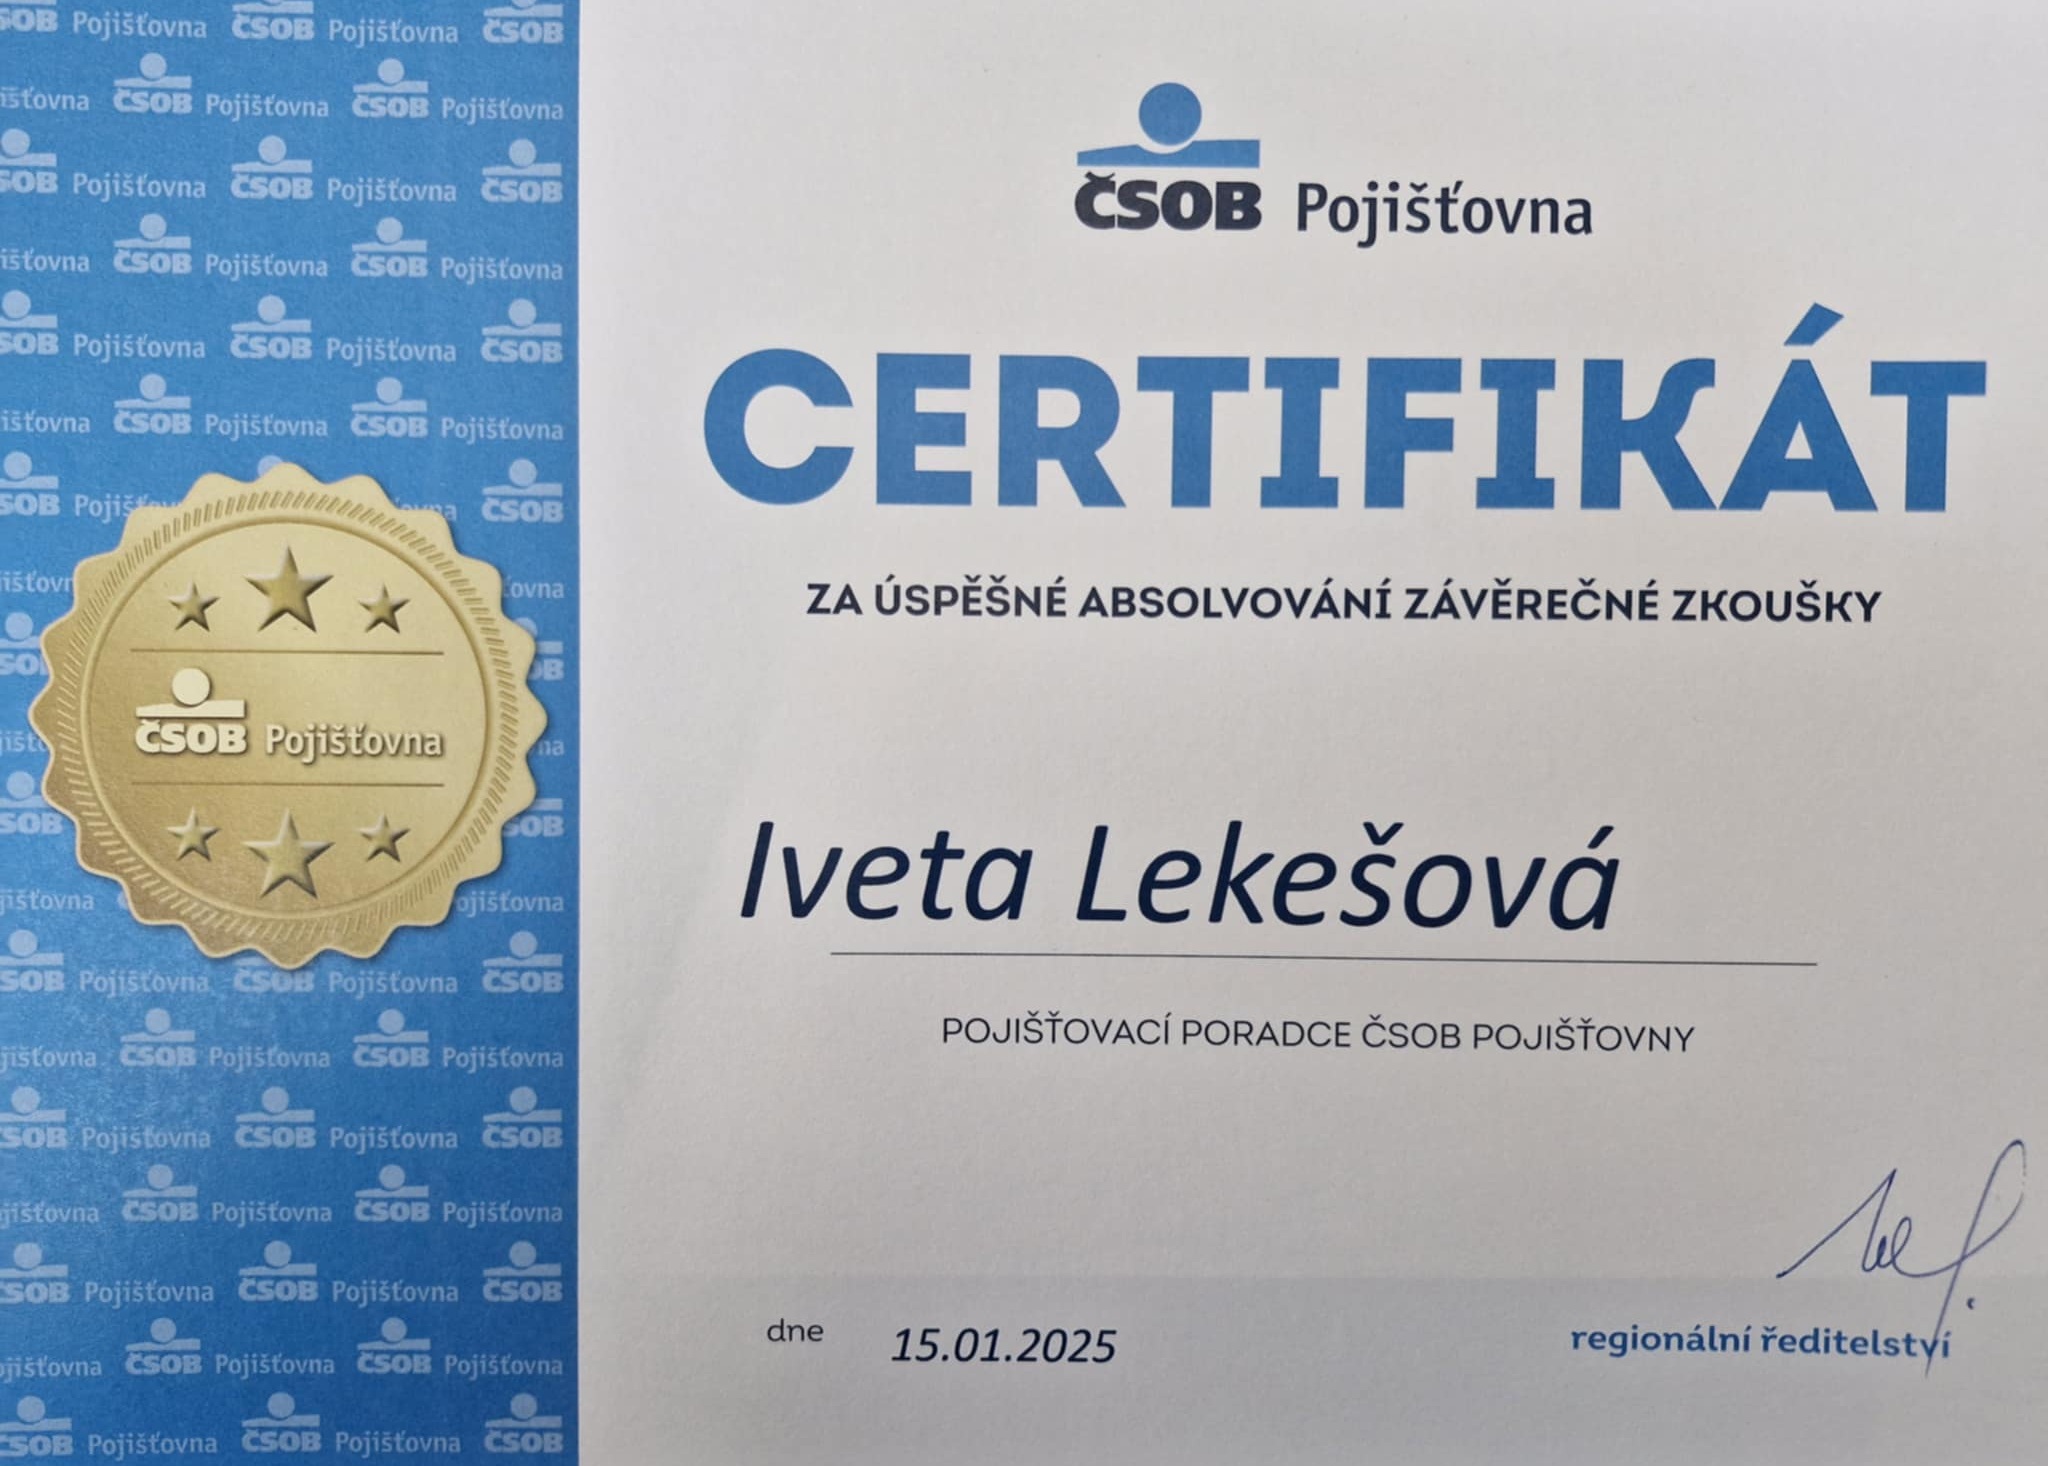 ČSOB Pojišťovna
CERTIFIKÁT
ZA ÚSPĚŠNÉ ABSOLVOVÁNÍ ZÁVĚREČNÉ ZKOUŠKY
Iveta Lekešová
POJIŠŤOVACÍ PORADCE ČSOB POJIŠŤOVNY
dne 15.01.2025
regionální ředitelství
ČSOB Pojišťovna